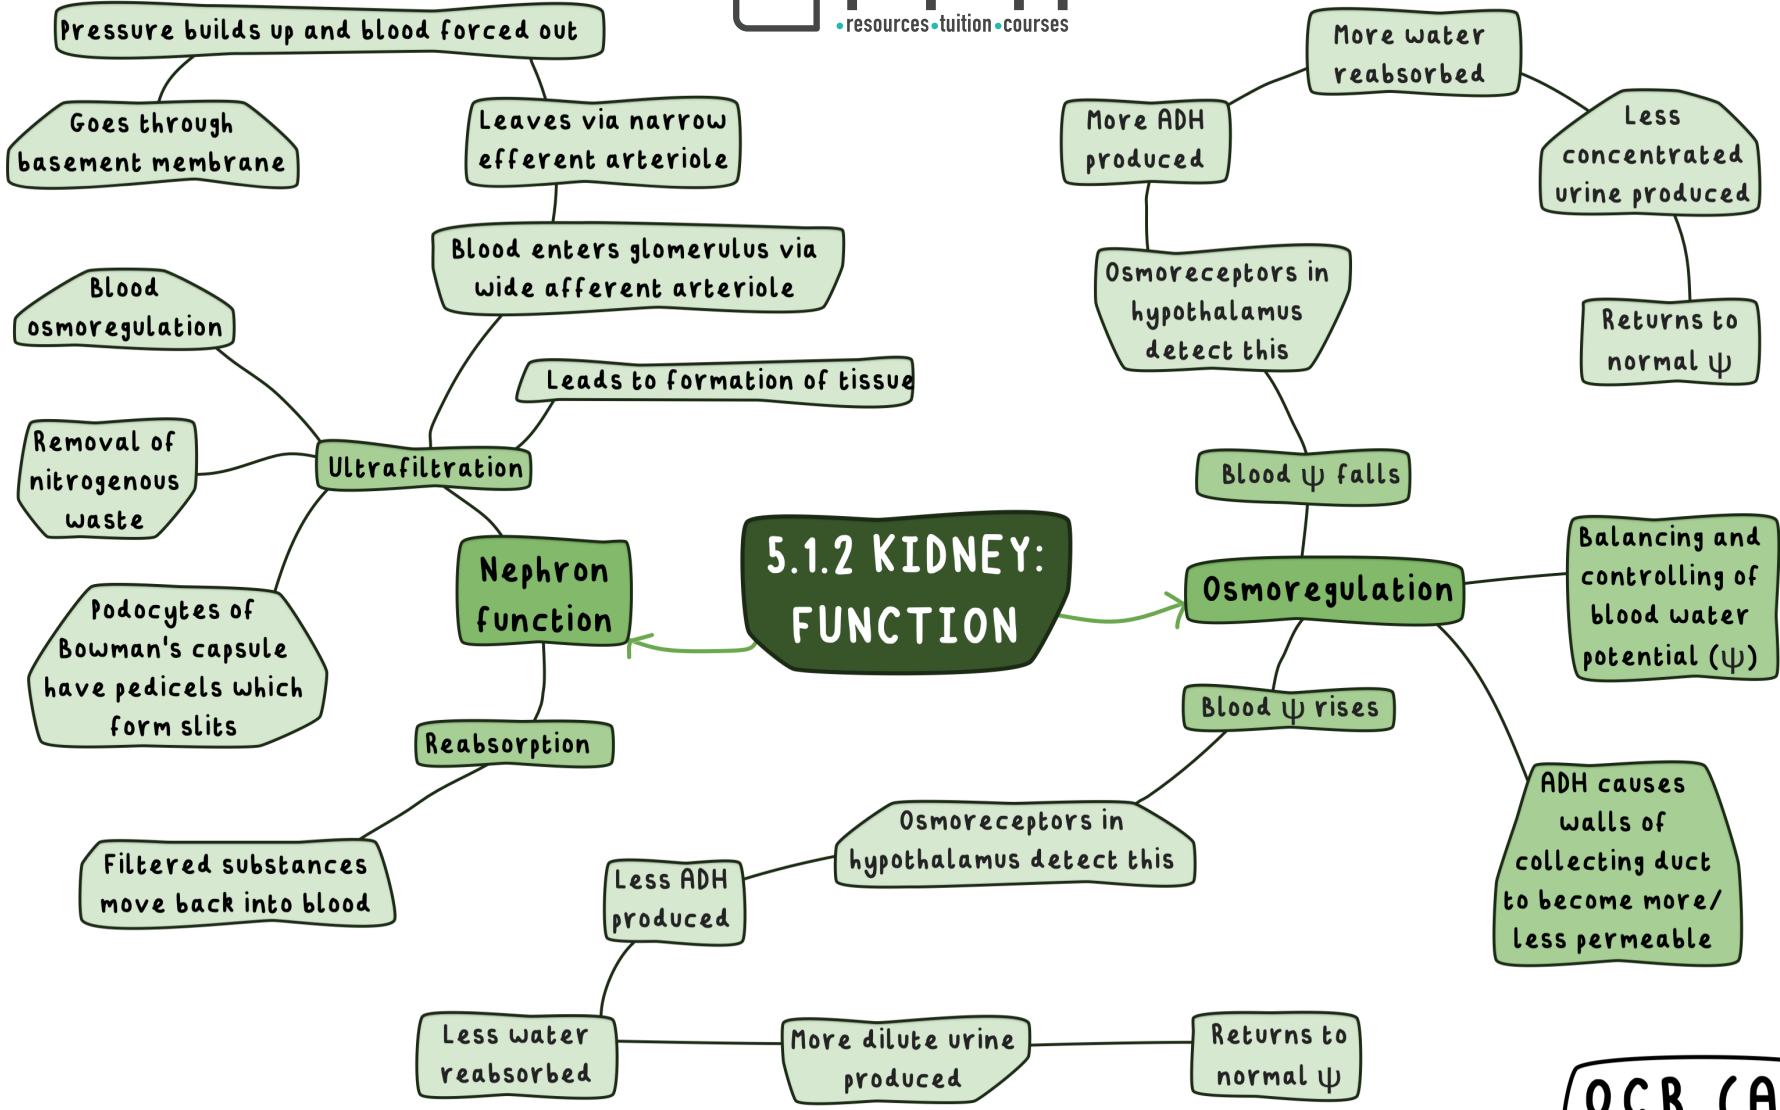 resources•tuition•courses
Pressure builds up and blood forced out
Goes through
basement membrane
Leaves via narrow
efferent arteriole
Blood enters glomerulus via
wide afferent arteriole
Blood
osmoregulation
Leads to formation of tissue
Removal of
nitrogenous
waste
Ultrafiltration
Podocytes of
Bowman's capsule
have pedicels which
form slits
Nephron
function
Reabsorption
Filtered substances
move back into blood
5.1.2 KIDNEY:
FUNCTION
More water
reabsorbed
More ADH
produced
Less
concentrated
urine produced
Osmoreceptors in
hypothalamus
detect this
Returns to
normal ψ
Blood ψ falls
Osmoregulation
Balancing and
controlling of
blood water
potential (ψ)
Blood ψ rises
ADH causes
walls of
collecting duct
to become more/
less permeable
Osmoreceptors in
hypothalamus detect this
Less ADH
produced
Less water
reabsorbed
More dilute urine
produced
Returns to
normal ψ
OCR (A